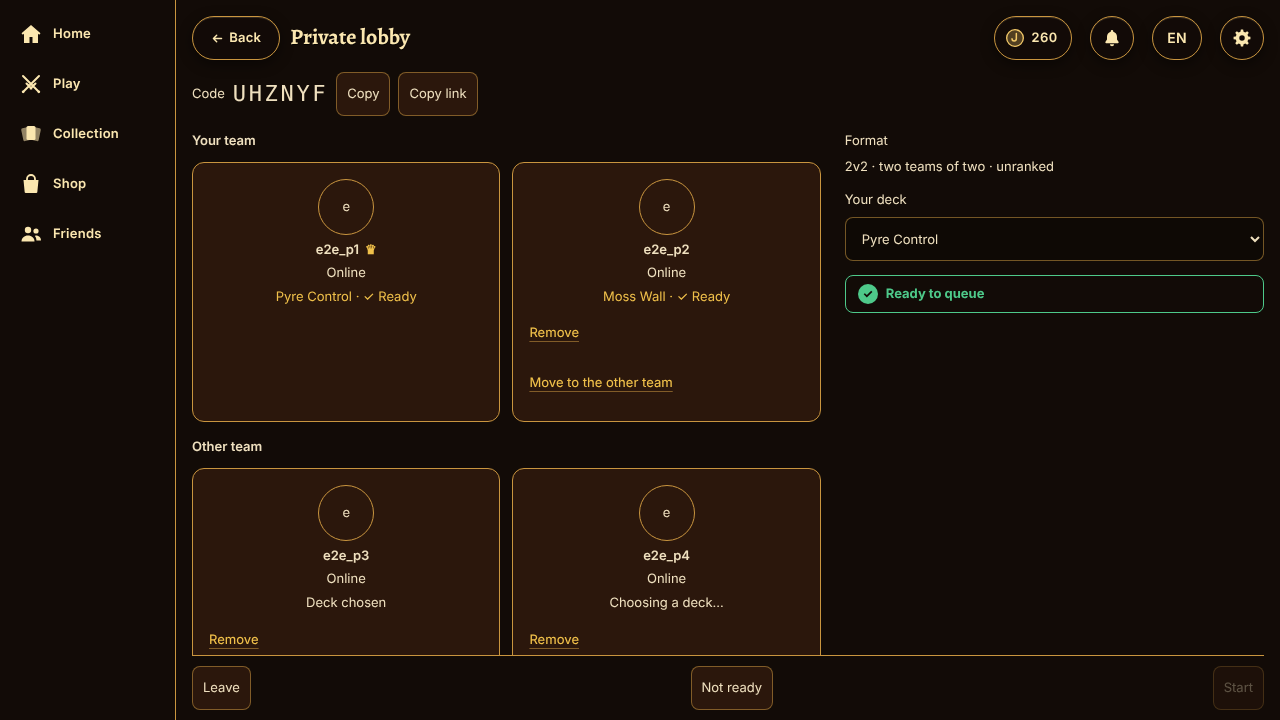 Home
Play
Collection
Shop
Friends
← Back
Private lobby
J 260
EN
Code UHZNYF Copy Copy link
Your team
e
e2e_p1 ♛
Online
Pyre Control · ✓ Ready
e
e2e_p2
Online
Moss Wall · ✓ Ready
Remove
Move to the other team
Other team
e
e2e_p3
Online
Deck chosen
Remove
e
e2e_p4
Online
Choosing a deck…
Remove
Format
2v2 · two teams of two · unranked
Your deck
Pyre Control
Ready to queue
Leave
Not ready
Start